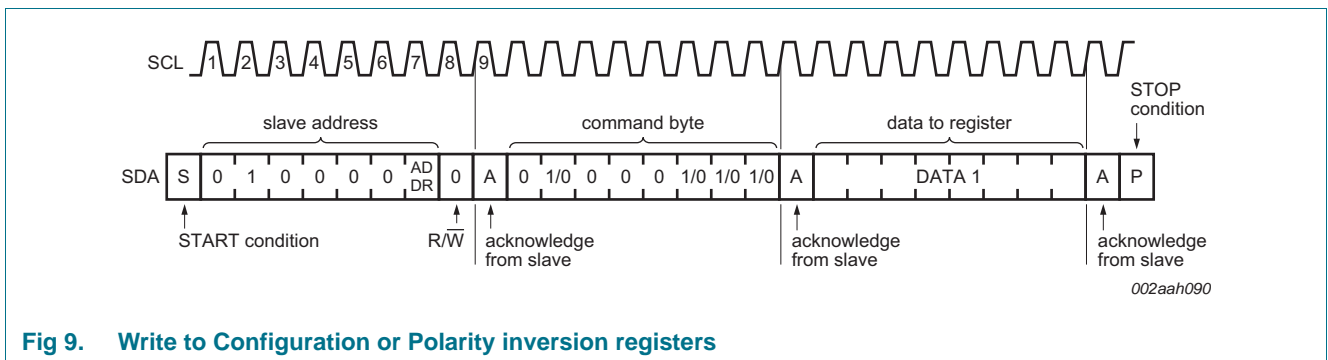 SCL 1 2 3 4 5 6 7 8 9
STOP
condition
slave address command byte data to register
SDA S 0 1 0 0 0 0 AD DR 0 A 0 1/0 0 0 0 1/0 1/0 1/0 A DATA 1 A P
START condition R/W̅ acknowledge from slave acknowledge from slave acknowledge from slave
002aah090
Fig 9. Write to Configuration or Polarity inversion registers